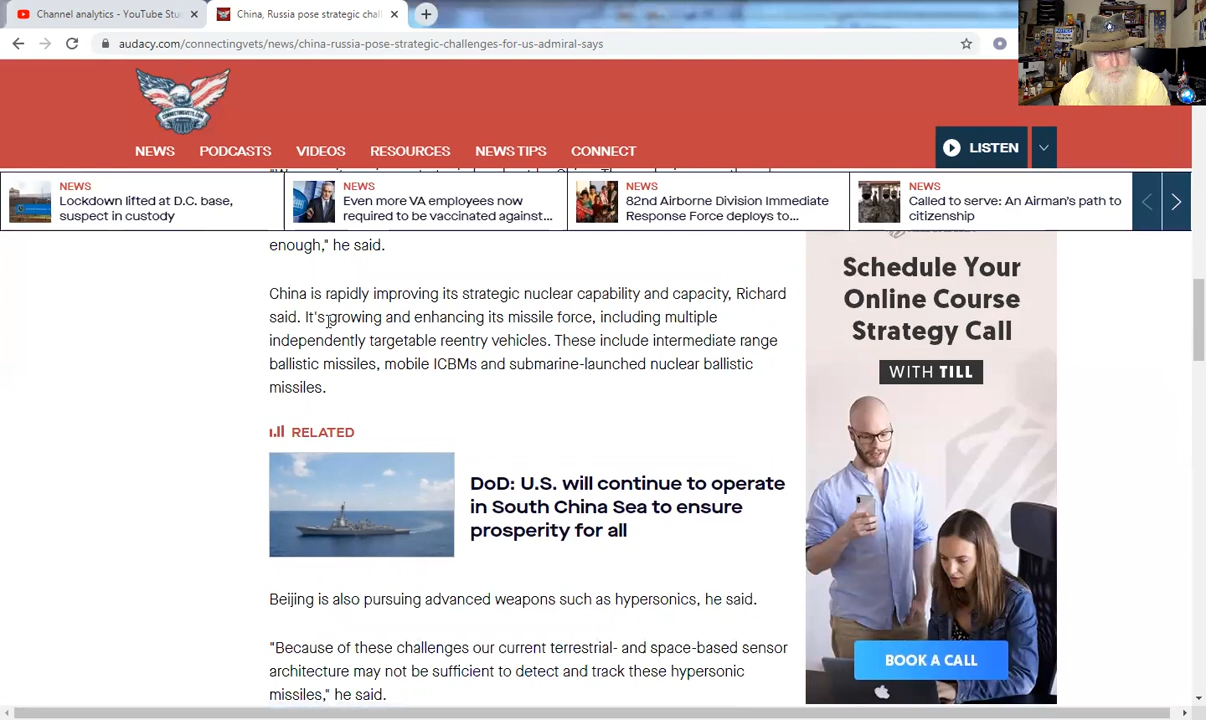 Channel analytics - YouTube Stu
China, Russia pose strategic chal
audacy.com/connectingvets/news/china-russia-pose-strategic-challenges-for-us-admiral-says
CONNECTINGVETS.COM
NEWS
PODCASTS
VIDEOS
RESOURCES
NEWS TIPS
CONNECT
LISTEN
NEWS
Lockdown lifted at D.C. base,
suspect in custody
NEWS
Even more VA employees now
required to be vaccinated against...
NEWS
82nd Airborne Division Immediate
Response Force deploys to...
NEWS
Called to serve: An Airman's path to
citizenship
enough," he said.
China is rapidly improving its strategic nuclear capability and capacity, Richard
said. It's growing and enhancing its missile force, including multiple
independently targetable reentry vehicles. These include intermediate range
ballistic missiles, mobile ICBMs and submarine-launched nuclear ballistic
missiles.
RELATED
DoD: U.S. will continue to operate
in South China Sea to ensure
prosperity for all
Beijing is also pursuing advanced weapons such as hypersonics, he said.
"Because of these challenges our current terrestrial- and space-based sensor
architecture may not be sufficient to detect and track these hypersonic
missiles," he said.
Schedule Your
Online Course
Strategy Call
WITH TILL
BOOK A CALL